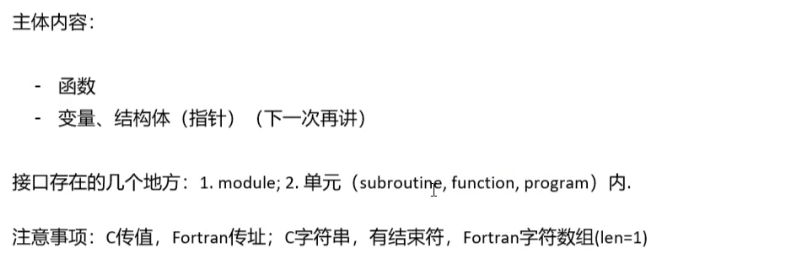 主体内容：
- 函数
- 变量、结构体（指针）（下一次再讲）
接口存在的几个地方：1. module; 2. 单元（subroutine, function, program）内.
注意事项：C传值，Fortran传址；C字符串，有结束符，Fortran字符数组(len=1)